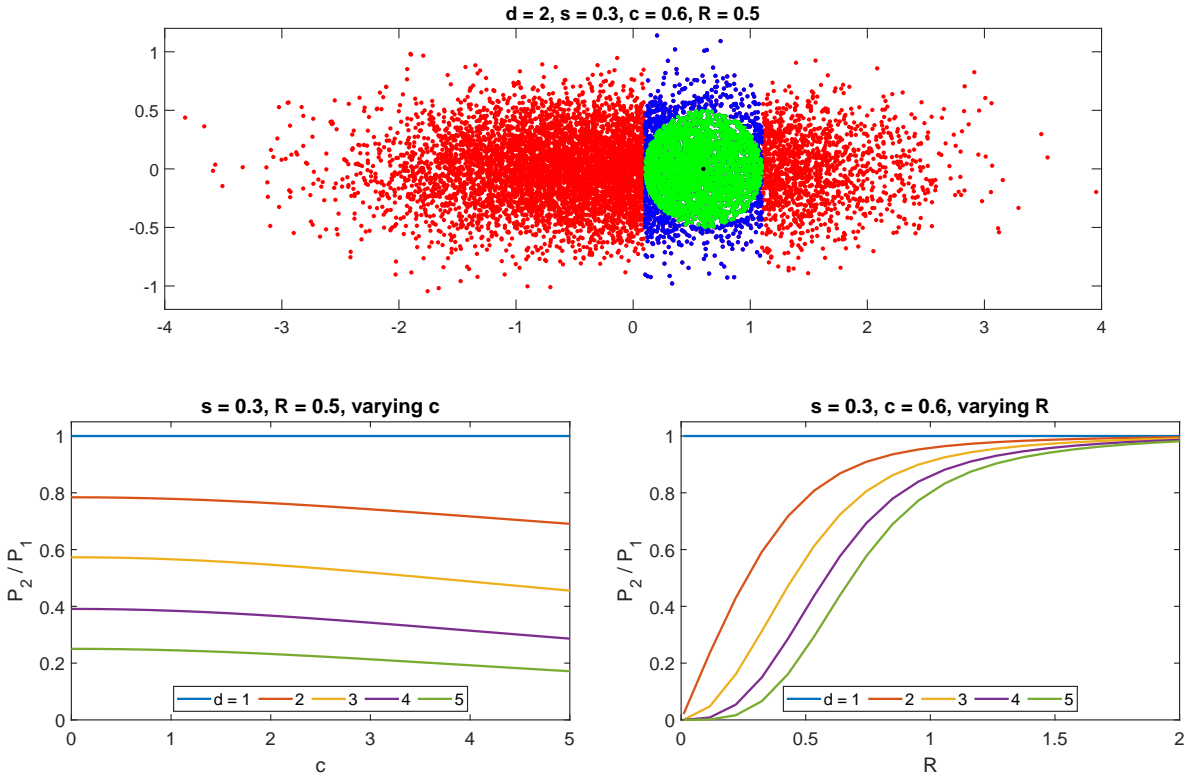 d = 2, s = 0.3, c = 0.6, R = 0.5
1
0.5
0
-0.5
-1
-4 -3 -2 -1 0 1 2 3 4
s = 0.3, R = 0.5, varying c
1
0.8
0.6
0.4
0.2
0
P_2 / P_1
d = 1 2 3 4 5
0 1 2 3 4 5
c
s = 0.3, c = 0.6, varying R
1
0.8
0.6
0.4
0.2
0
P_2 / P_1
d = 1 2 3 4 5
0 0.5 1 1.5 2
R